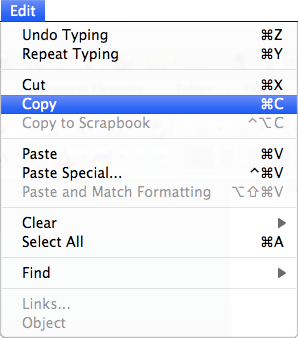 Edit
Undo Typing ⌘Z
Repeat Typing ⌘Y
Cut ⌘X
Copy ⌘C
Copy to Scrapbook ^⌥C
Paste ⌘V
Paste Special... ^⌘V
Paste and Match Formatting ⌥⇧⌘V
Clear ▶
Select All ⌘A
Find ▶
Links...
Object